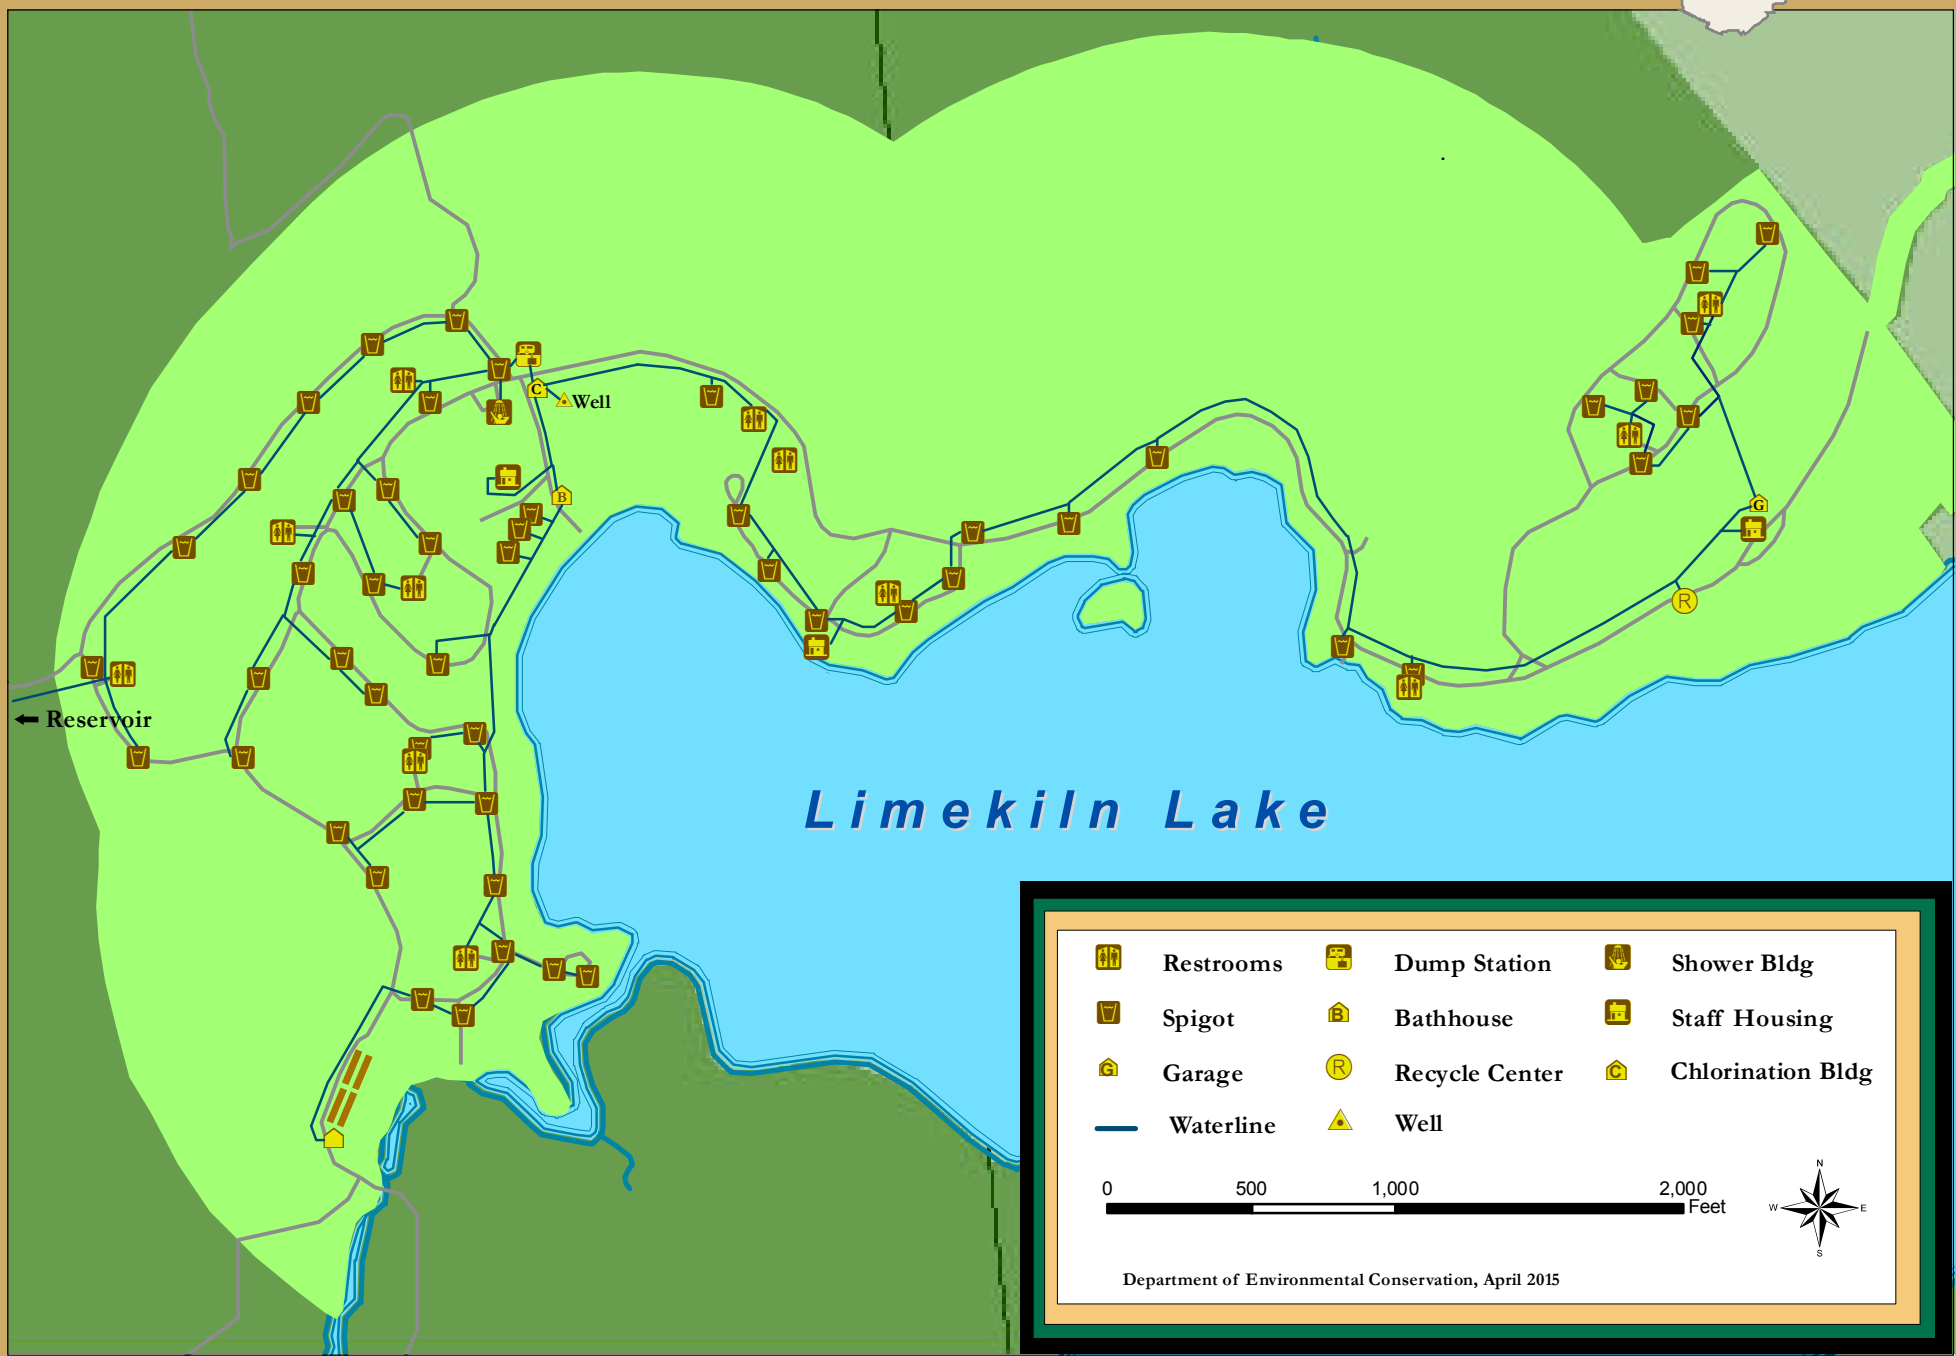 C
Well
B
G
R
Reservoir
Limekiln Lake
Restrooms
Dump Station
Shower Bldg
Spigot
B
Bathhouse
Staff Housing
G
Garage
R
Recycle Center
C
Chlorination Bldg
Waterline
Well
0 500 1,000 2,000
Feet
N
W E
S
Department of Environmental Conservation, April 2015